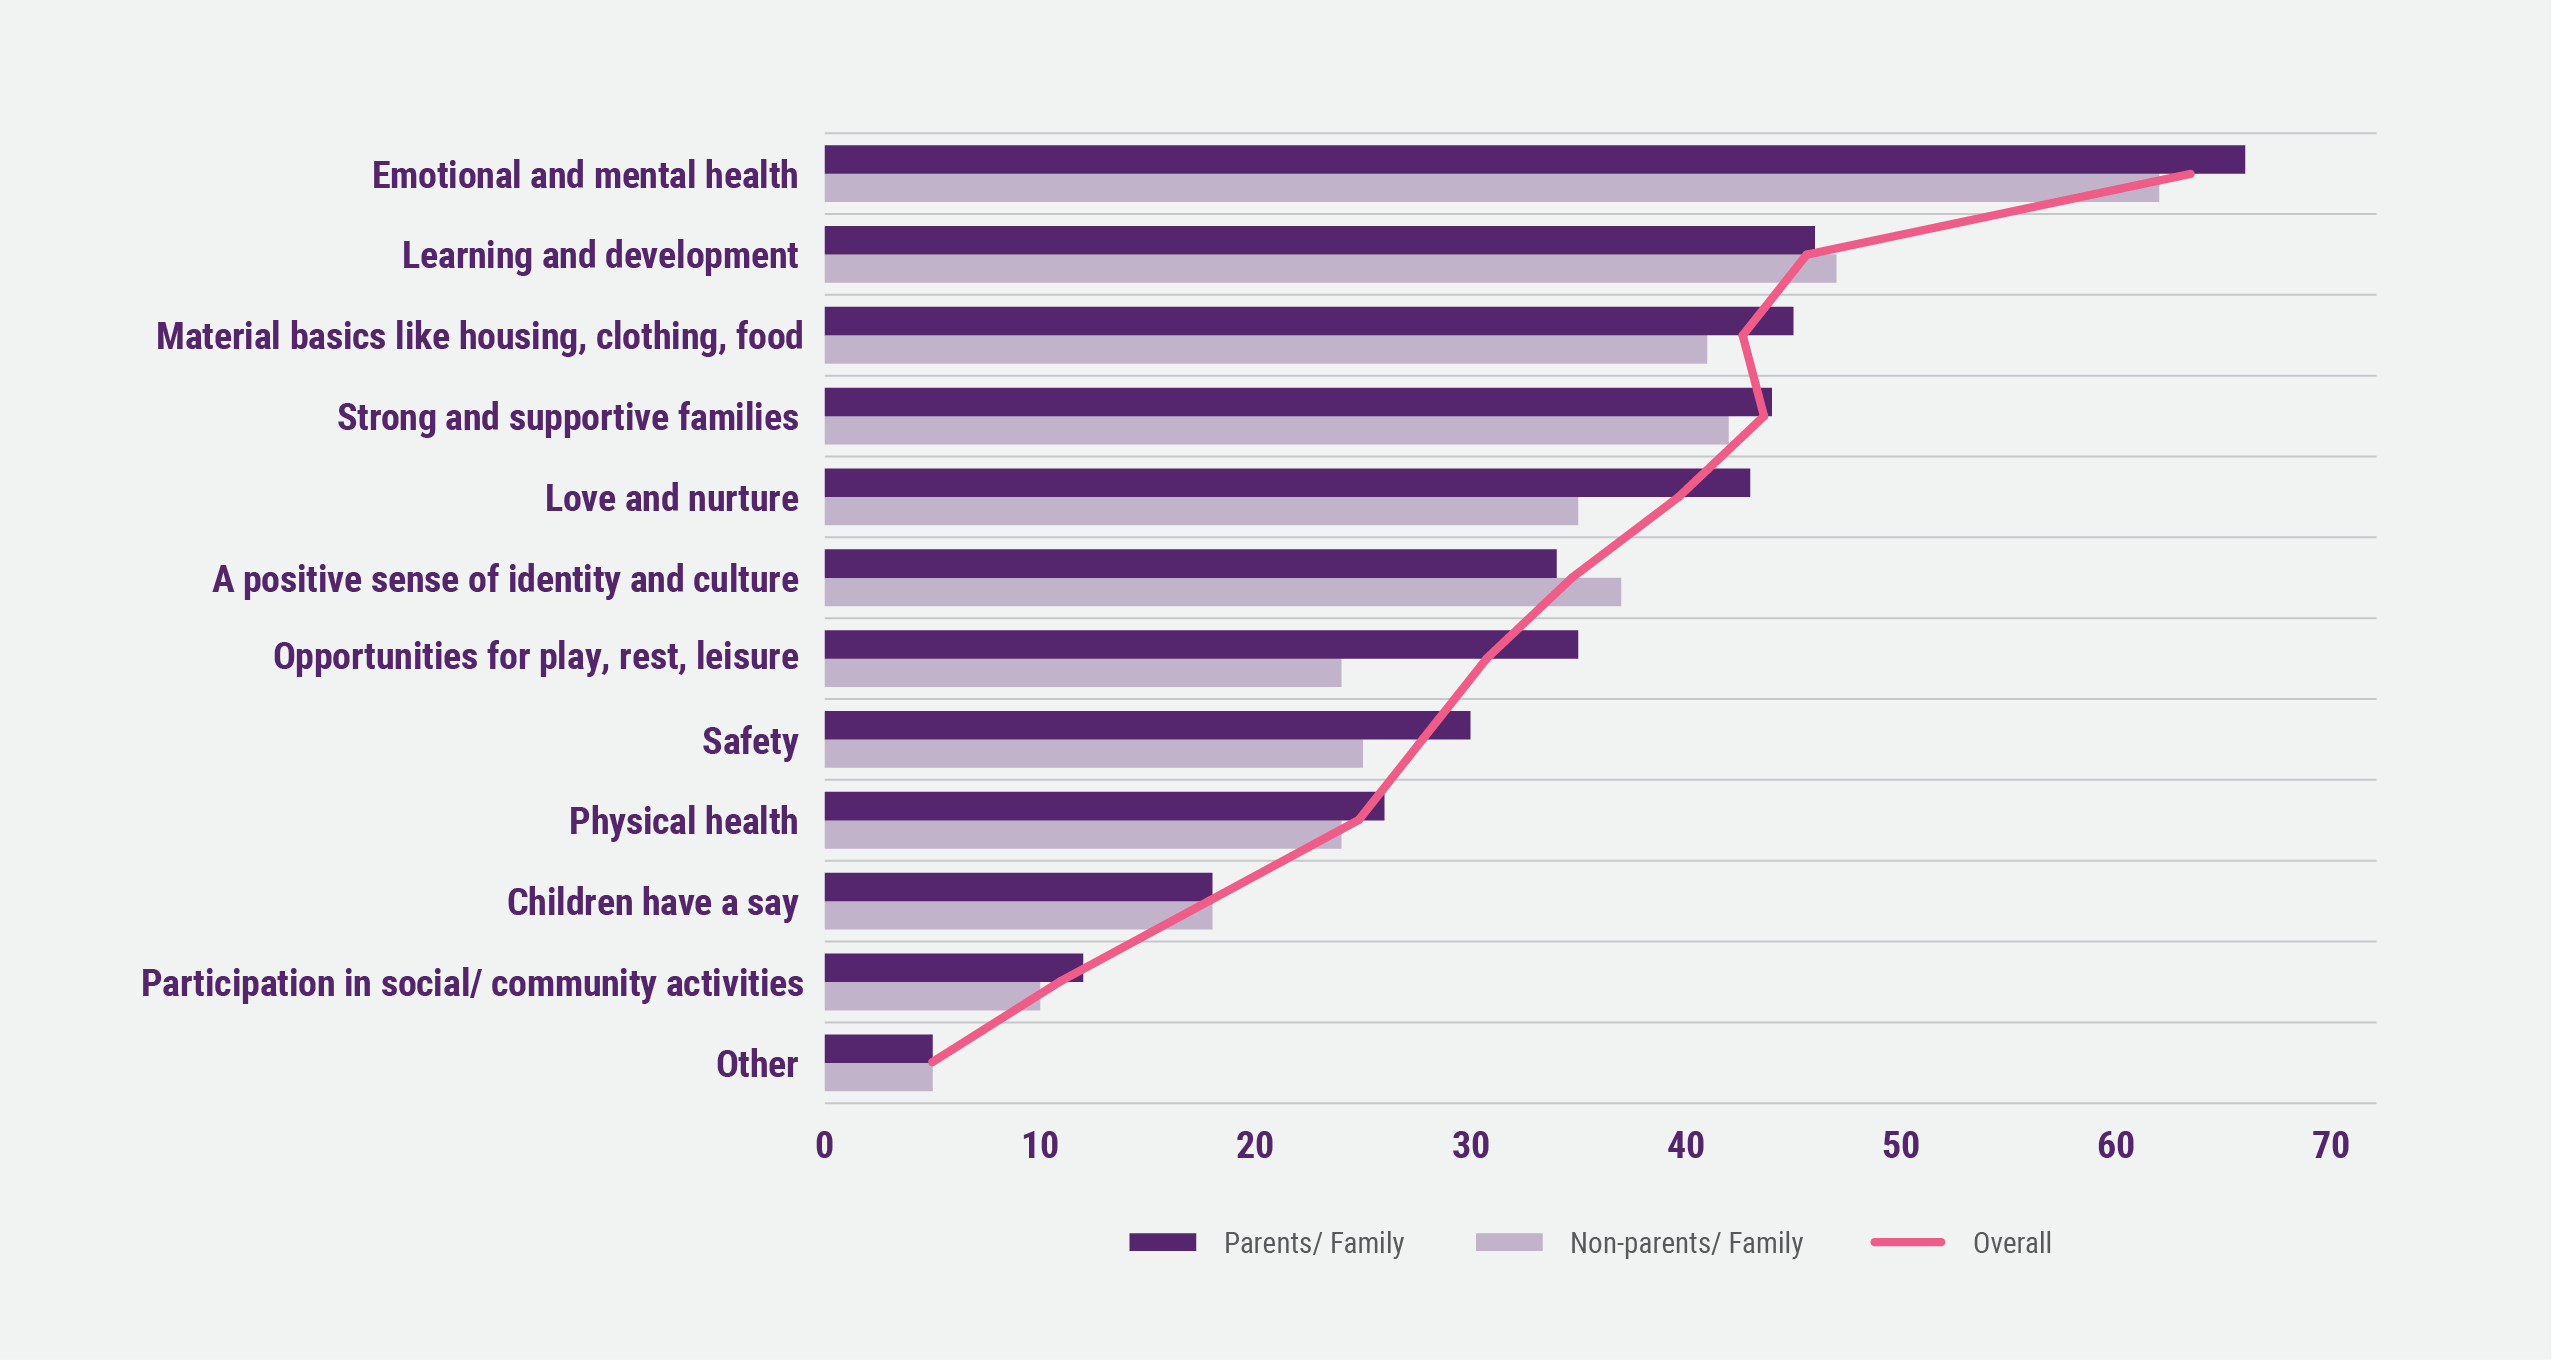 Emotional and mental health
Learning and development
Material basics like housing, clothing, food
Strong and supportive families
Love and nurture
A positive sense of identity and culture
Opportunities for play, rest, leisure
Safety
Physical health
Children have a say
Participation in social/ community activities
Other
0 10 20 30 40 50 60 70
Parents/ Family Non-parents/ Family Overall